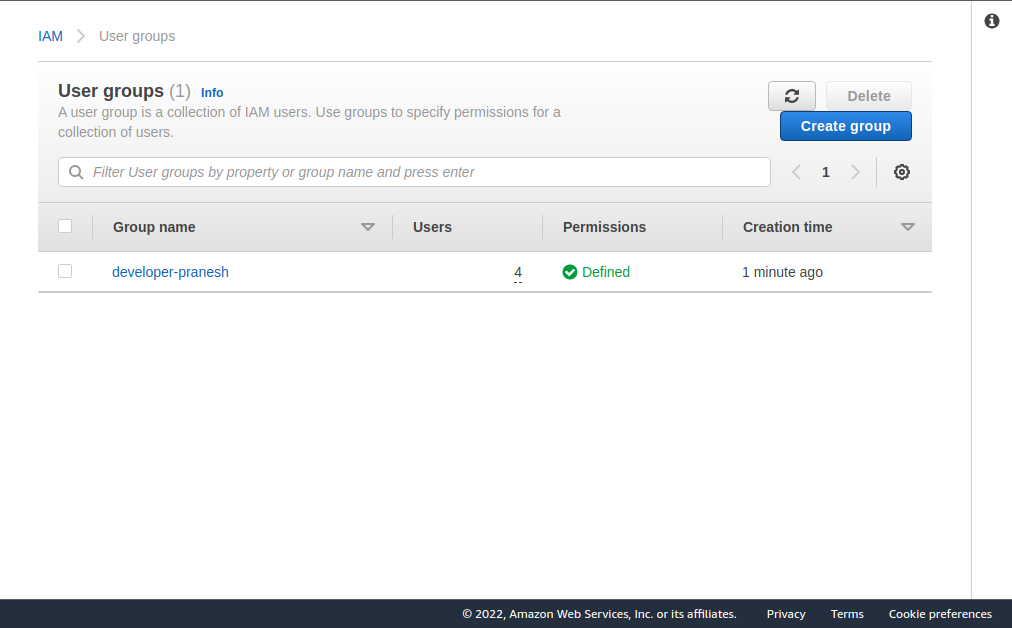 IAM User groups
User groups (1) Info
A user group is a collection of IAM users. Use groups to specify permissions for a
collection of users.
Delete
Create group
Filter User groups by property or group name and press enter
1
Group name Users Permissions Creation time
developer-pranesh 4 Defined 1 minute ago
© 2022, Amazon Web Services, Inc. or its affiliates. Privacy Terms Cookie preferences